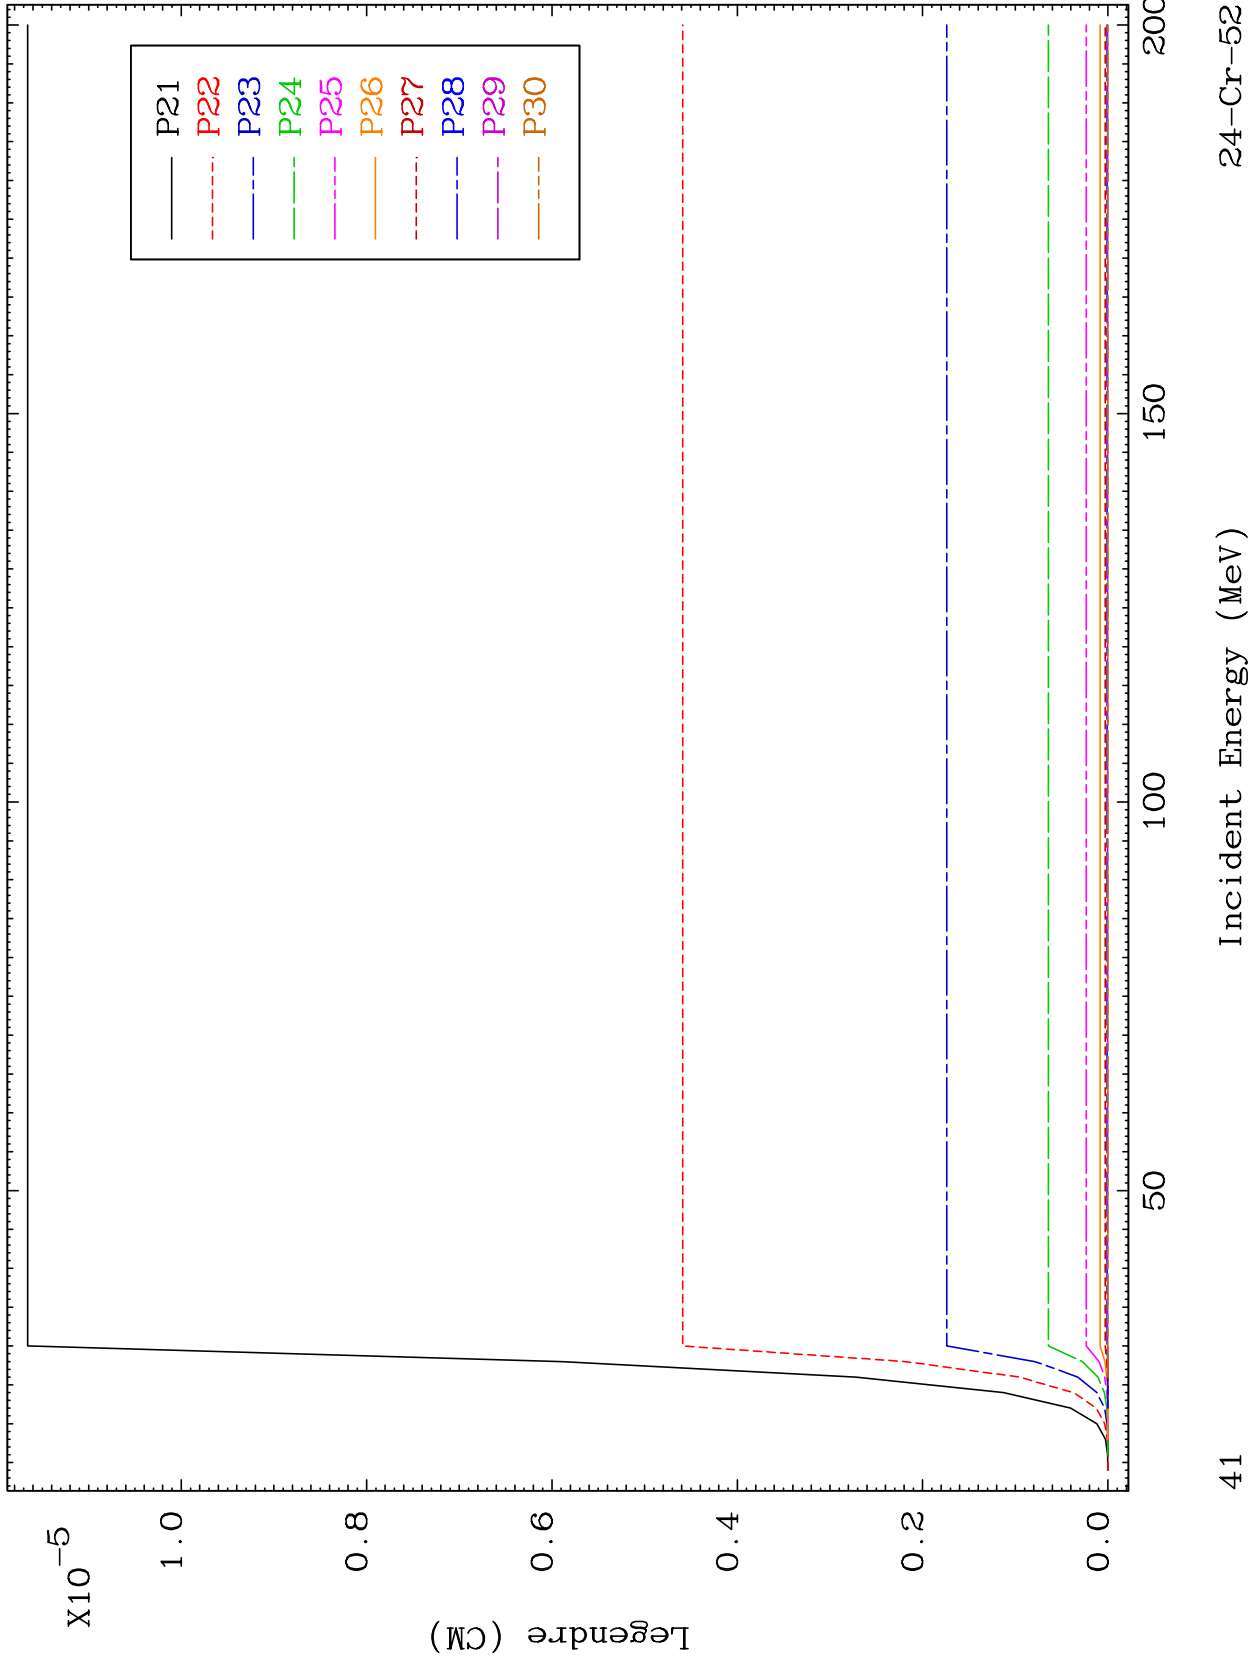 X10-5
1.0
0.8
0.6
0.4
0.2
0.0
Legendre (CM)
P21
P22
P23
P24
P25
P26
P27
P28
P29
P30
50
100
150
200
41
Incident Energy (MeV)
24-Cr-52